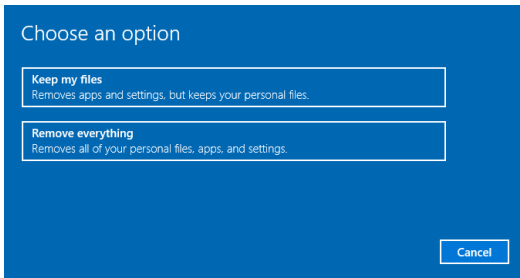 Choose an option
Keep my files
Removes apps and settings, but keeps your personal files.
Remove everything
Removes all of your personal files, apps, and settings.
Cancel